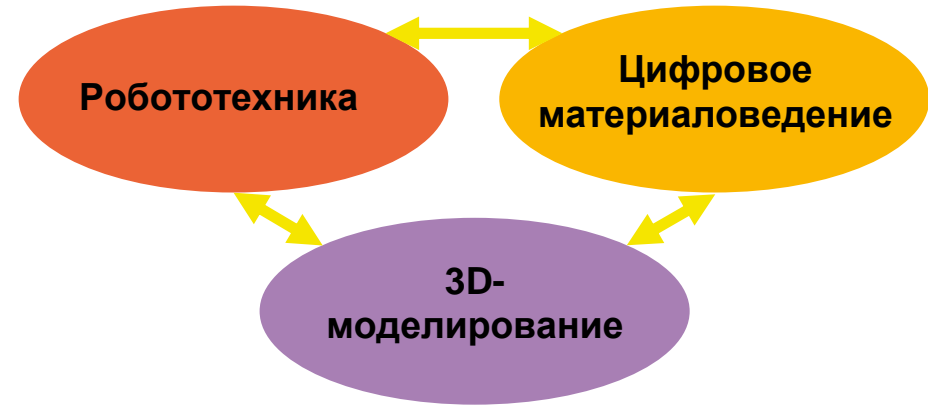 Робототехника
Цифровое
материаловедение
3D-
моделирование